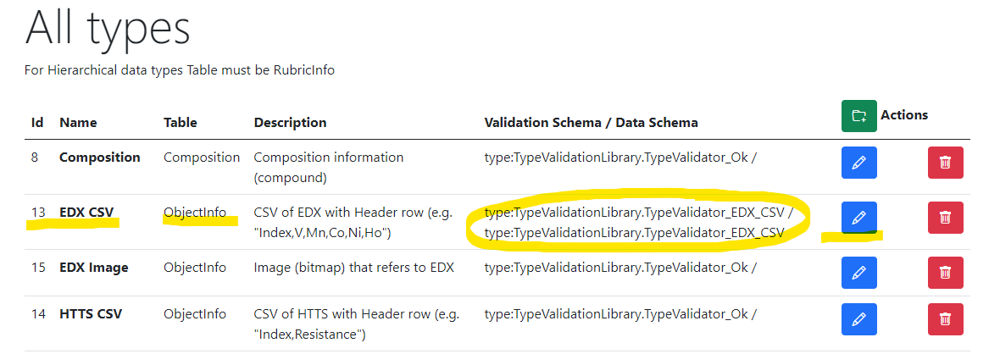 All types
For Hierarchical data types Table must be RubricInfo
Id Name Table Description Validation Schema / Data Schema Actions
8 Composition Composition Composition information type:TypeValidationLibrary.TypeValidator_Ok /
(compound)
13 EDX CSV ObjectInfo CSV of EDX with Header row (e.g. type:TypeValidationLibrary.TypeValidator_EDX_CSV /
"Index,V,Mn,Co,Ni,Ho") type:TypeValidationLibrary.TypeValidator_EDX_CSV
15 EDX Image ObjectInfo Image (bitmap) that refers to EDX type:TypeValidationLibrary.TypeValidator_Ok /
14 HTTS CSV ObjectInfo CSV of HTTS with Header row (e.g. type:TypeValidationLibrary.TypeValidator_Ok /
"Index,Resistance")